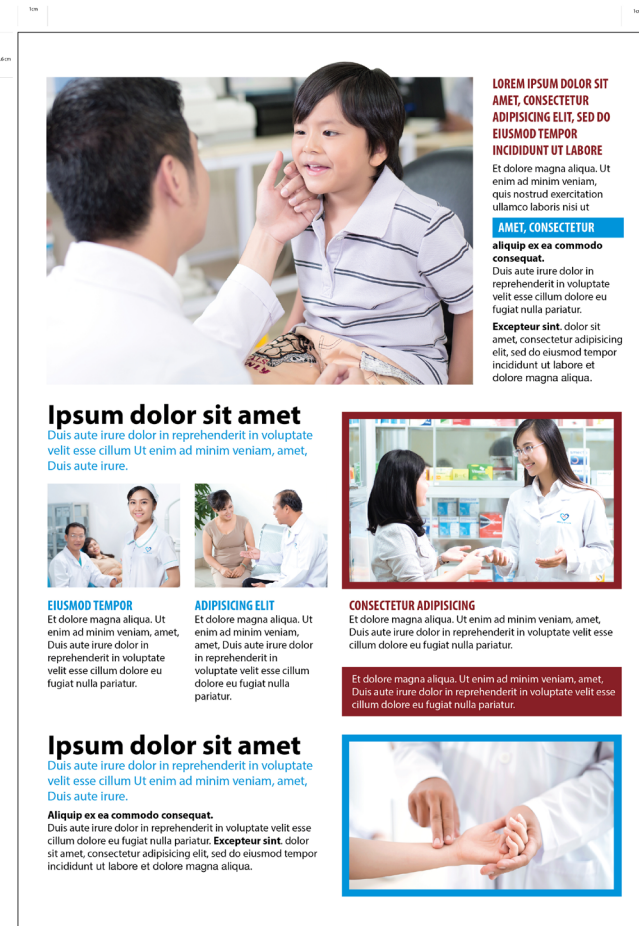 1cm
1c
.6cm
LOREM IPSUM DOLOR SIT
AMET, CONSECTETUR
ADIPISICING ELIT, SED DO
EIUSMOD TEMPOR
INCIDIDUNT UT LABORE
Et dolore magna aliqua. Ut
enim ad minim veniam,
quis nostrud exercitation
ullamco laboris nisi ut
AMET, CONSECTETUR
aliquip ex ea commodo
consequat.
Duis aute irure dolor in
reprehenderit in voluptate
velit esse cillum dolore eu
fugiat nulla pariatur.
Excepteur sint. dolor sit
amet, consectetur adipisicing
elit, sed do eiusmod tempor
incididunt ut labore et
dolore magna aliqua.
Ipsum dolor sit amet
Duis aute irure dolor in reprehenderit in voluptate
velit esse cillum Ut enim ad minim veniam, amet,
Duis aute irure.
EIUSMOD TEMPOR
Et dolore magna aliqua. Ut
enim ad minim veniam, amet,
Duis aute irure dolor in
reprehenderit in voluptate
velit esse cillum dolore eu
fugiat nulla pariatur.
ADIPISICING ELIT
Et dolore magna aliqua. Ut
enim ad minim veniam,
amet, Duis aute irure dolor
in reprehenderit in
voluptate velit esse cillum
dolore eu fugiat nulla
pariatur.
CONSECTETUR ADIPISICING
Et dolore magna aliqua. Ut enim ad minim veniam, amet,
Duis aute irure dolor in reprehenderit in voluptate velit esse
cillum dolore eu fugiat nulla pariatur.
Et dolore magna aliqua. Ut enim ad minim veniam, amet,
Duis aute irure dolor in reprehenderit in voluptate velit esse
cillum dolore eu fugiat nulla pariatur.
Ipsum dolor sit amet
Duis aute irure dolor in reprehenderit in voluptate
velit esse cillum Ut enim ad minim veniam, amet,
Duis aute irure.
Aliquip ex ea commodo consequat.
Duis aute irure dolor in reprehenderit in voluptate velit esse
cillum dolore eu fugiat nulla pariatur. Excepteur sint. dolor
sit amet, consectetur adipisicing elit, sed do eiusmod tempor
incididunt ut labore et dolore magna aliqua.